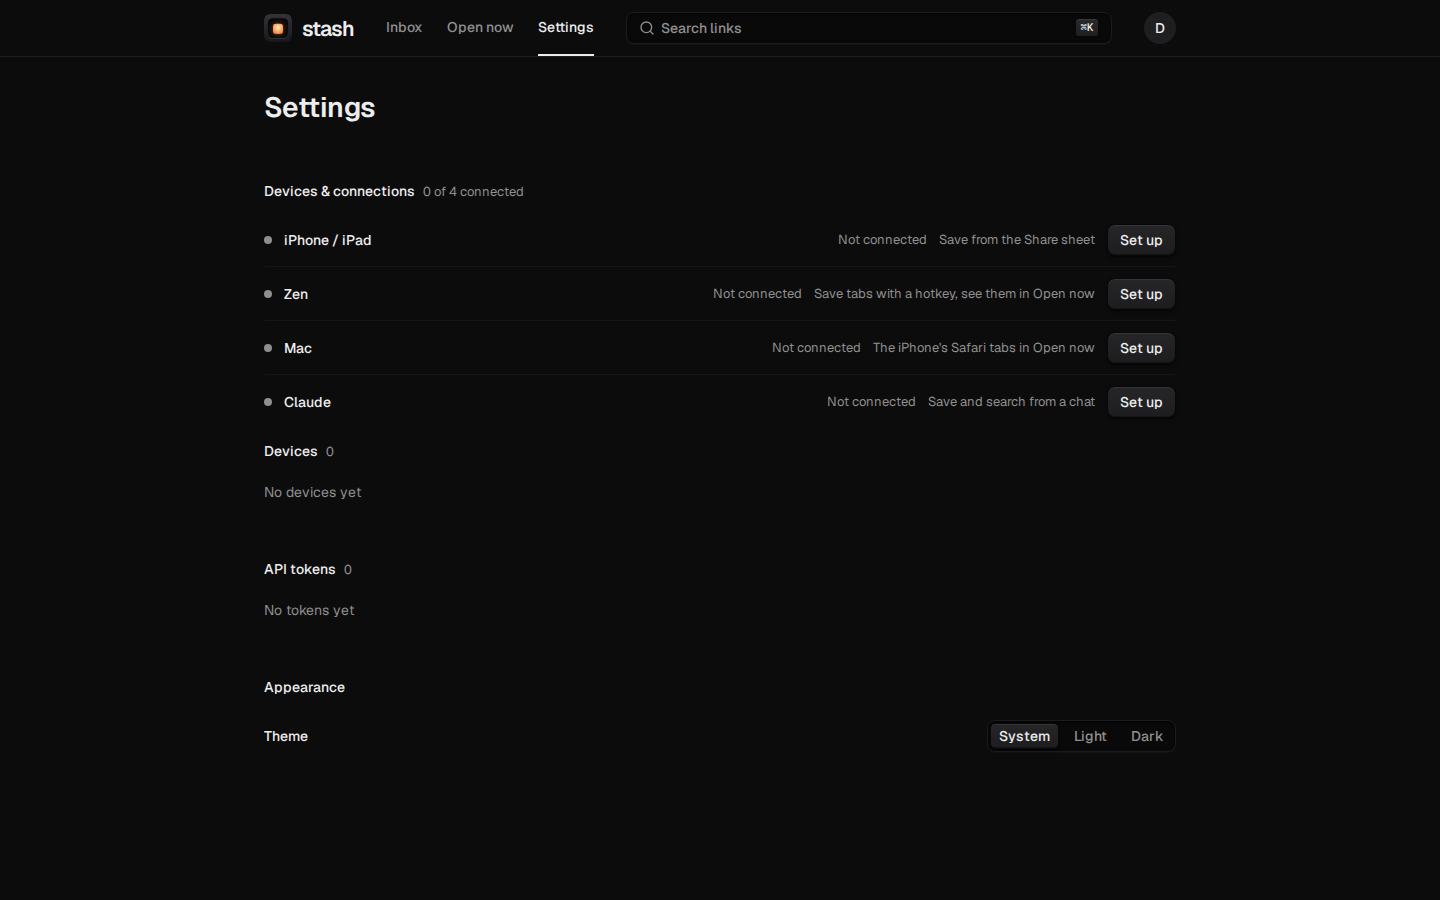 stash Inbox Open now Settings Search links ⌘K D
Settings
Devices & connections 0 of 4 connected
iPhone / iPad Not connected Save from the Share sheet Set up
Zen Not connected Save tabs with a hotkey, see them in Open now Set up
Mac Not connected The iPhone's Safari tabs in Open now Set up
Claude Not connected Save and search from a chat Set up
Devices 0
No devices yet
API tokens 0
No tokens yet
Appearance
Theme System Light Dark